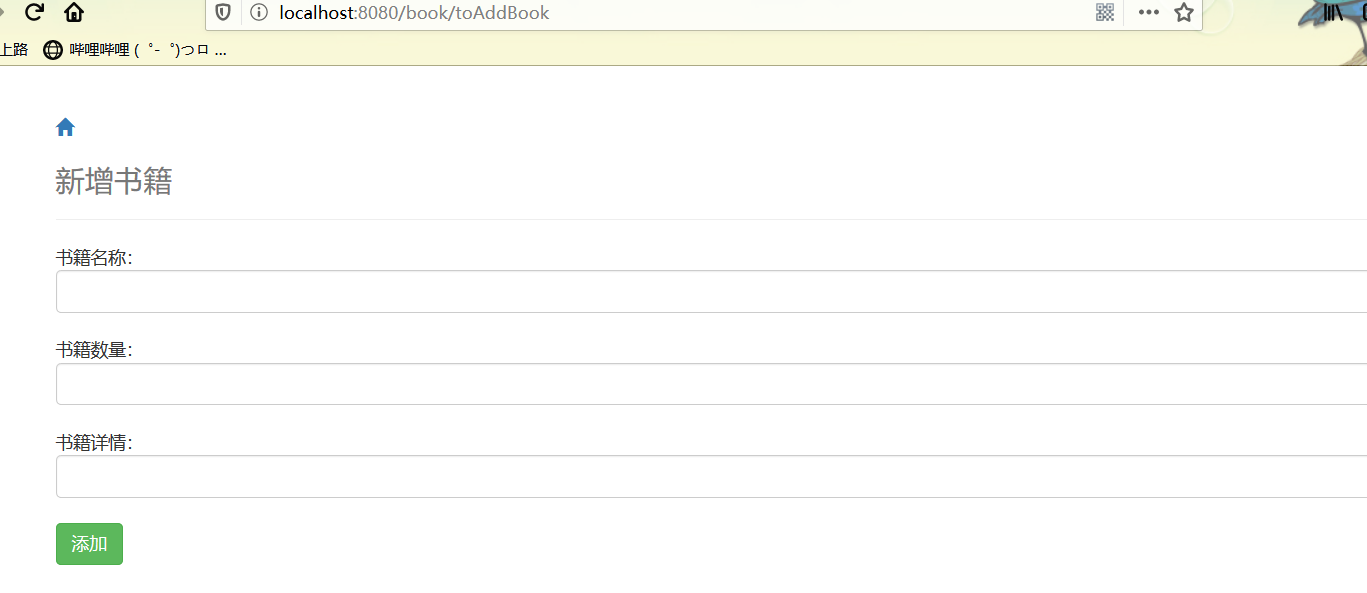 localhost:8080/book/toAddBook
上路 哔哩哔哩 ( ゜- ゜)つロ ...
新增书籍
书籍名称：
书籍数量：
书籍详情：
添加